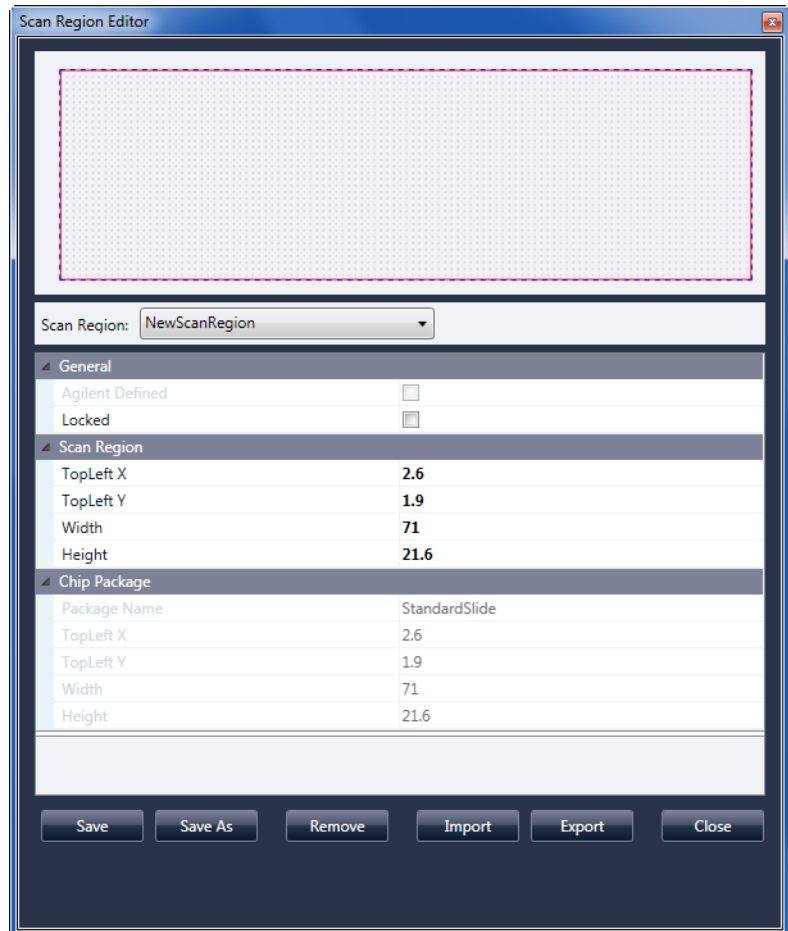 Scan Region Editor
Scan Region: NewScanRegion
General
Agilent Defined
Locked
Scan Region
TopLeft X 2.6
TopLeft Y 1.9
Width 71
Height 21.6
Chip Package
Package Name StandardSlide
TopLeft X 2.6
TopLeft Y 1.9
Width 71
Height 21.6
Save Save As Remove Import Export Close